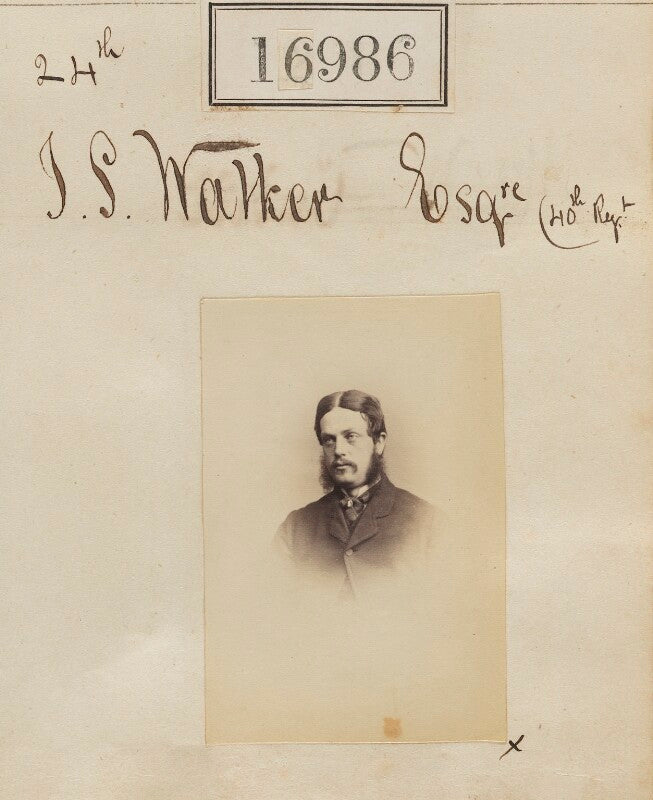 16986
24th
J. S. Walker Esqre (40th Regt
x